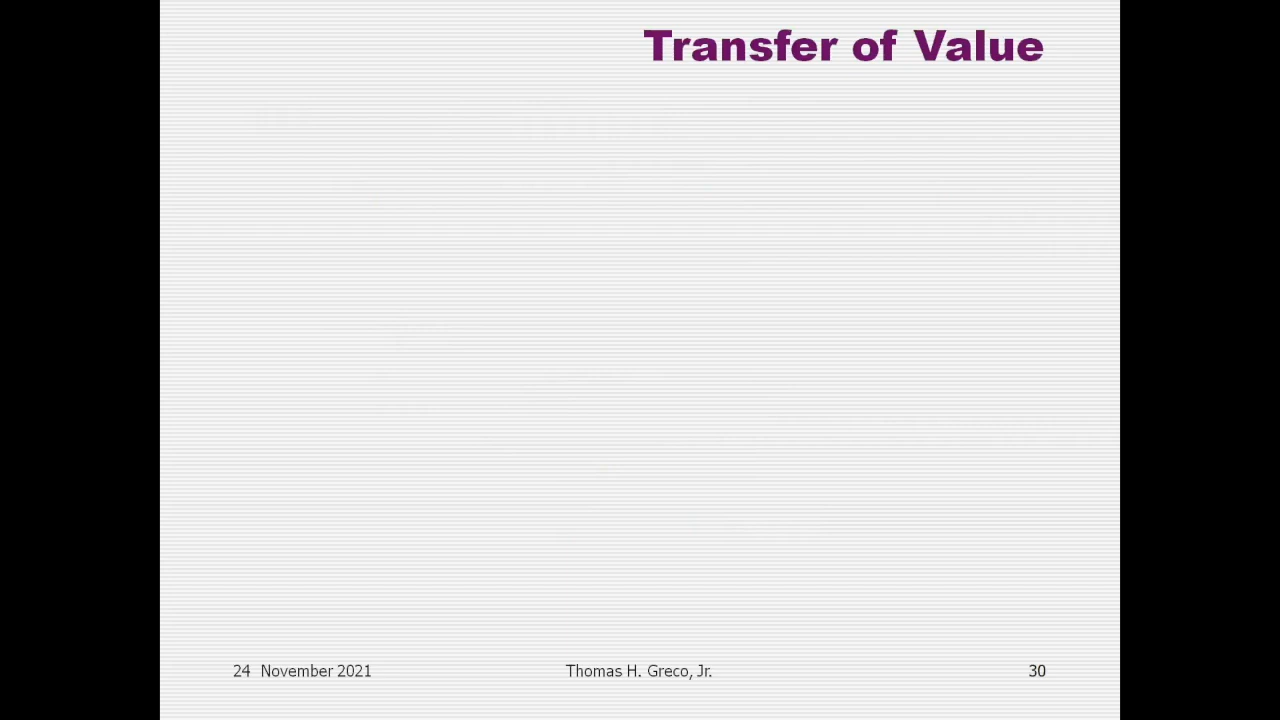 Transfer of Value
24 November 2021
Thomas H. Greco, Jr.
30